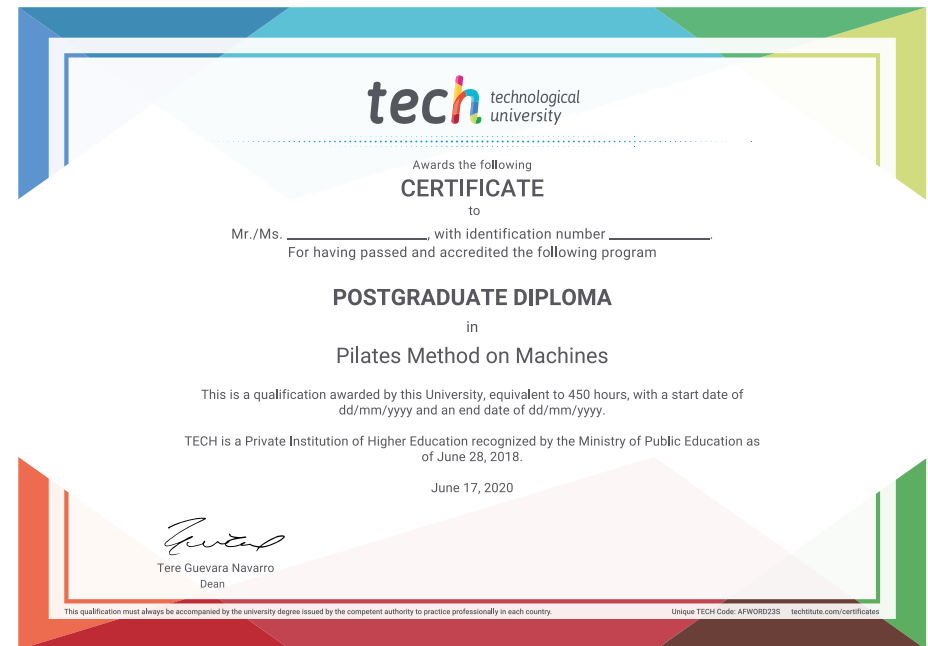 tech technological
university
Awards the following
CERTIFICATE
to
Mr./Ms. ____________________, with identification number ______________.
For having passed and accredited the following program
POSTGRADUATE DIPLOMA
in
Pilates Method on Machines
This is a qualification awarded by this University, equivalent to 450 hours, with a start date of
dd/mm/yyyy and an end date of dd/mm/yyyy.
TECH is a Private Institution of Higher Education recognized by the Ministry of Public Education as
of June 28, 2018.
June 17, 2020
Tere Guevara Navarro
Dean
This qualification must always be accompanied by the university degree issued by the competent authority to practice professionally in each country.
Unique TECH Code: AFWORD23S techtitute.com/certificates